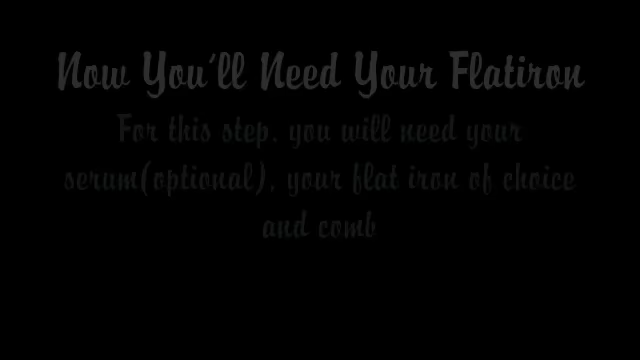 Now You'll Need Your Flatiron
For this step, you will need your
serum(optional), your flat iron of choice
and comb